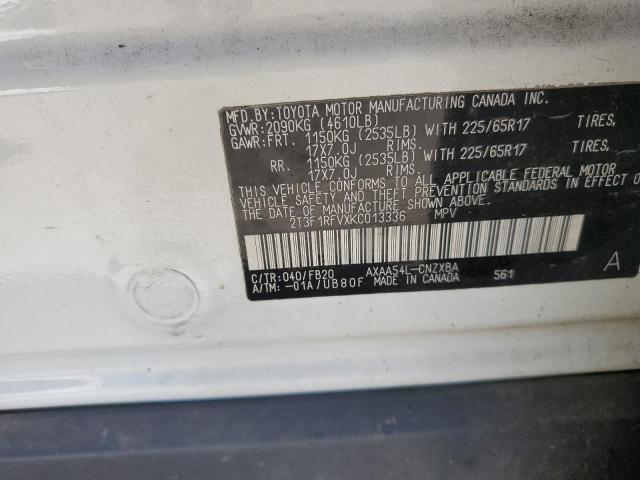 MFD.BY:TOYOTA MOTOR MANUFACTURING CANADA INC.
GVWR:2090KG (4610LB)
GAWR:FRT. 1150KG (2535LB) WITH 225/65R17 TIRES.
17X7.0J RIMS.
RR. 1150KG (2535LB) WITH 225/65R17 TIRES.
17X7.0J RIMS.
THIS VEHICLE CONFORMS TO ALL APPLICABLE FEDERAL MOTOR
VEHICLE SAFETY AND THEFT PREVENTION STANDARDS IN EFFECT O
THE DATE OF MANUFACTURE SHOWN ABOVE.
2T3F1RFVXKC013336 MPV
C/TR:040/FB20 AXAA54L-CNZXBA S61 A
A/TM:-01A/UB80F MADE IN CANADA